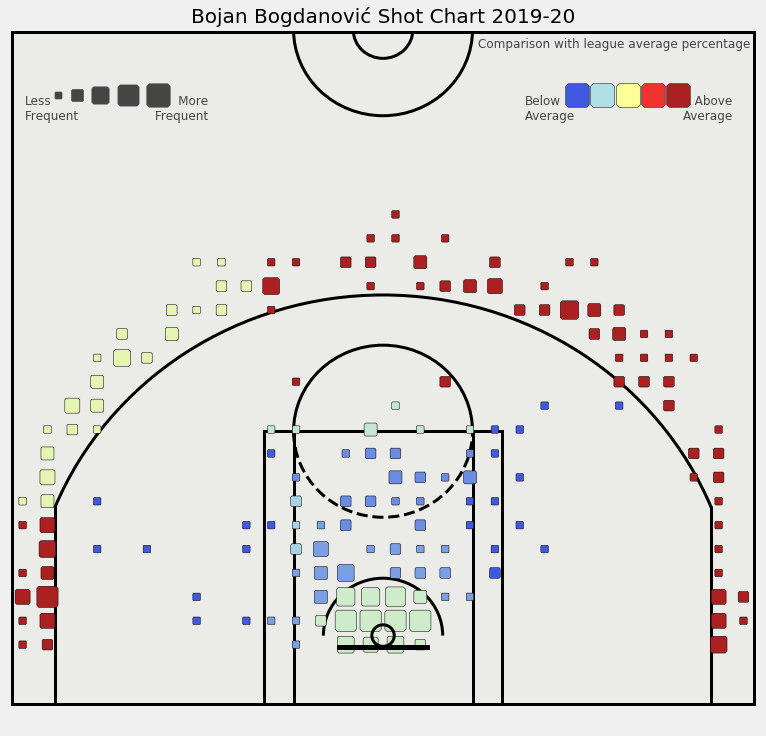 Bojan Bogdanović Shot Chart 2019-20
Comparison with league average percentage
Less More
Frequent Frequent
Below Above
Average Average